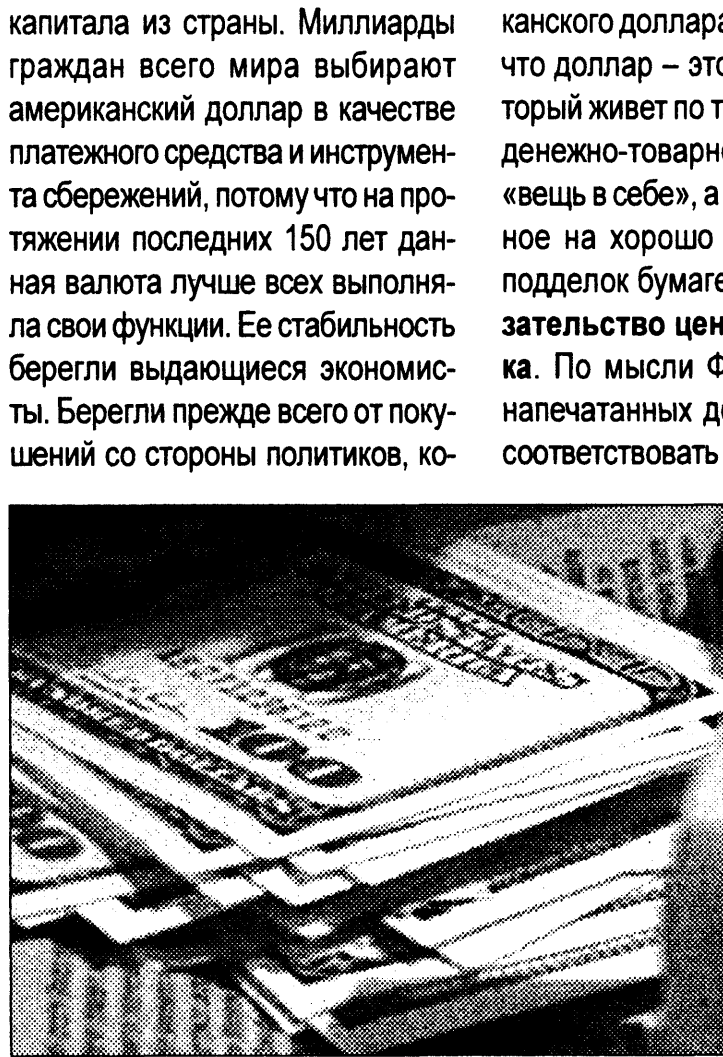 капитала из страны. Миллиарды
граждан всего мира выбирают
американский доллар в качестве
платежного средства и инструмен-
та сбережений, потому что на про-
тяжении последних 150 лет дан-
ная валюта лучше всех выполня-
ла свои функции. Ее стабильность
берегли выдающиеся экономис-
ты. Берегли прежде всего от поку-
шений со стороны политиков, ко-
канского доллара
что доллар – это
торый живет по т
денежно-товарн
«вещь в себе», а
ное на хорошо
подделок бумаге
зательство цен
ка. По мысли Ф
напечатанных д
соответствовать
100